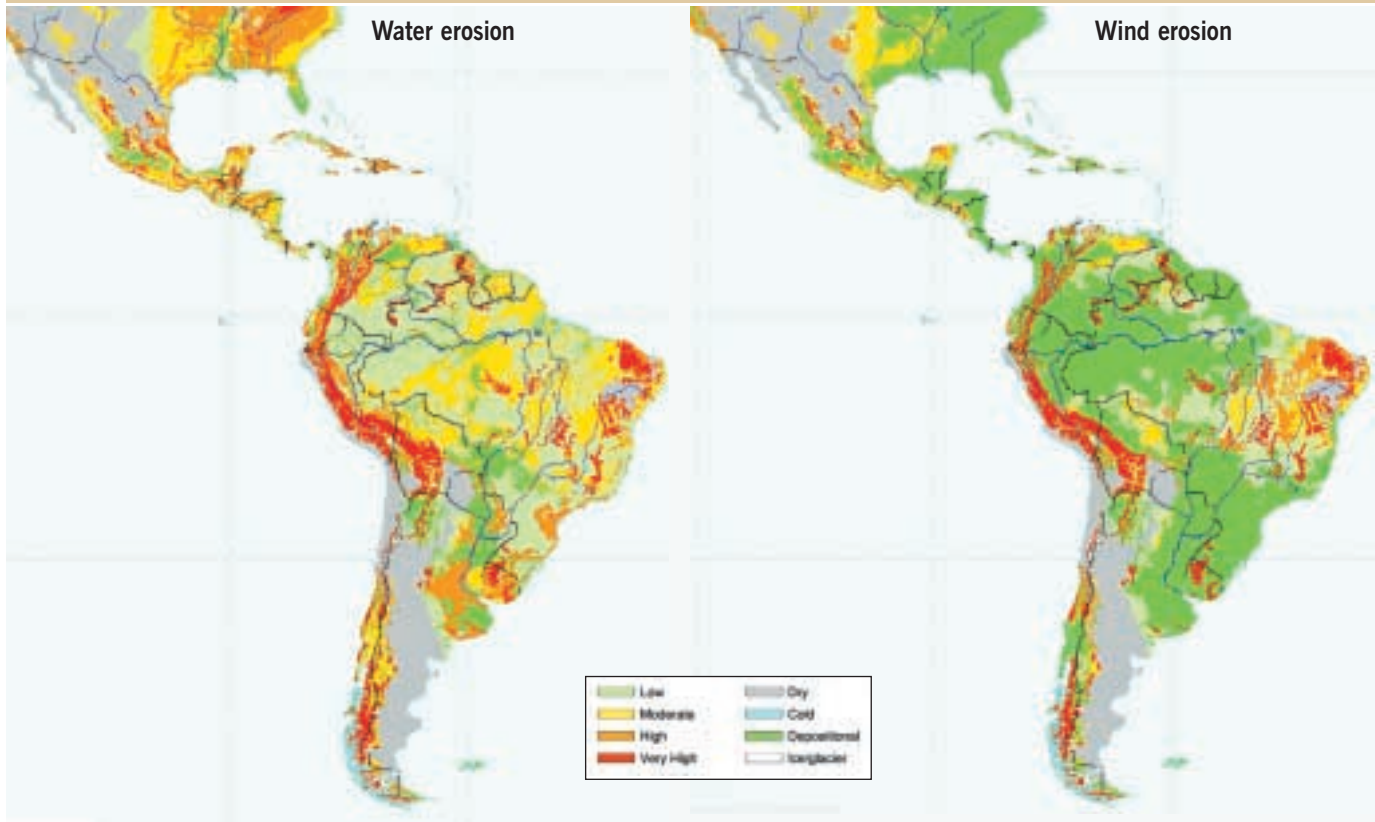 Water erosion
Wind erosion
Low
Moderate
High
Very High
Dry
Cold
Depositional
Ice/glacier